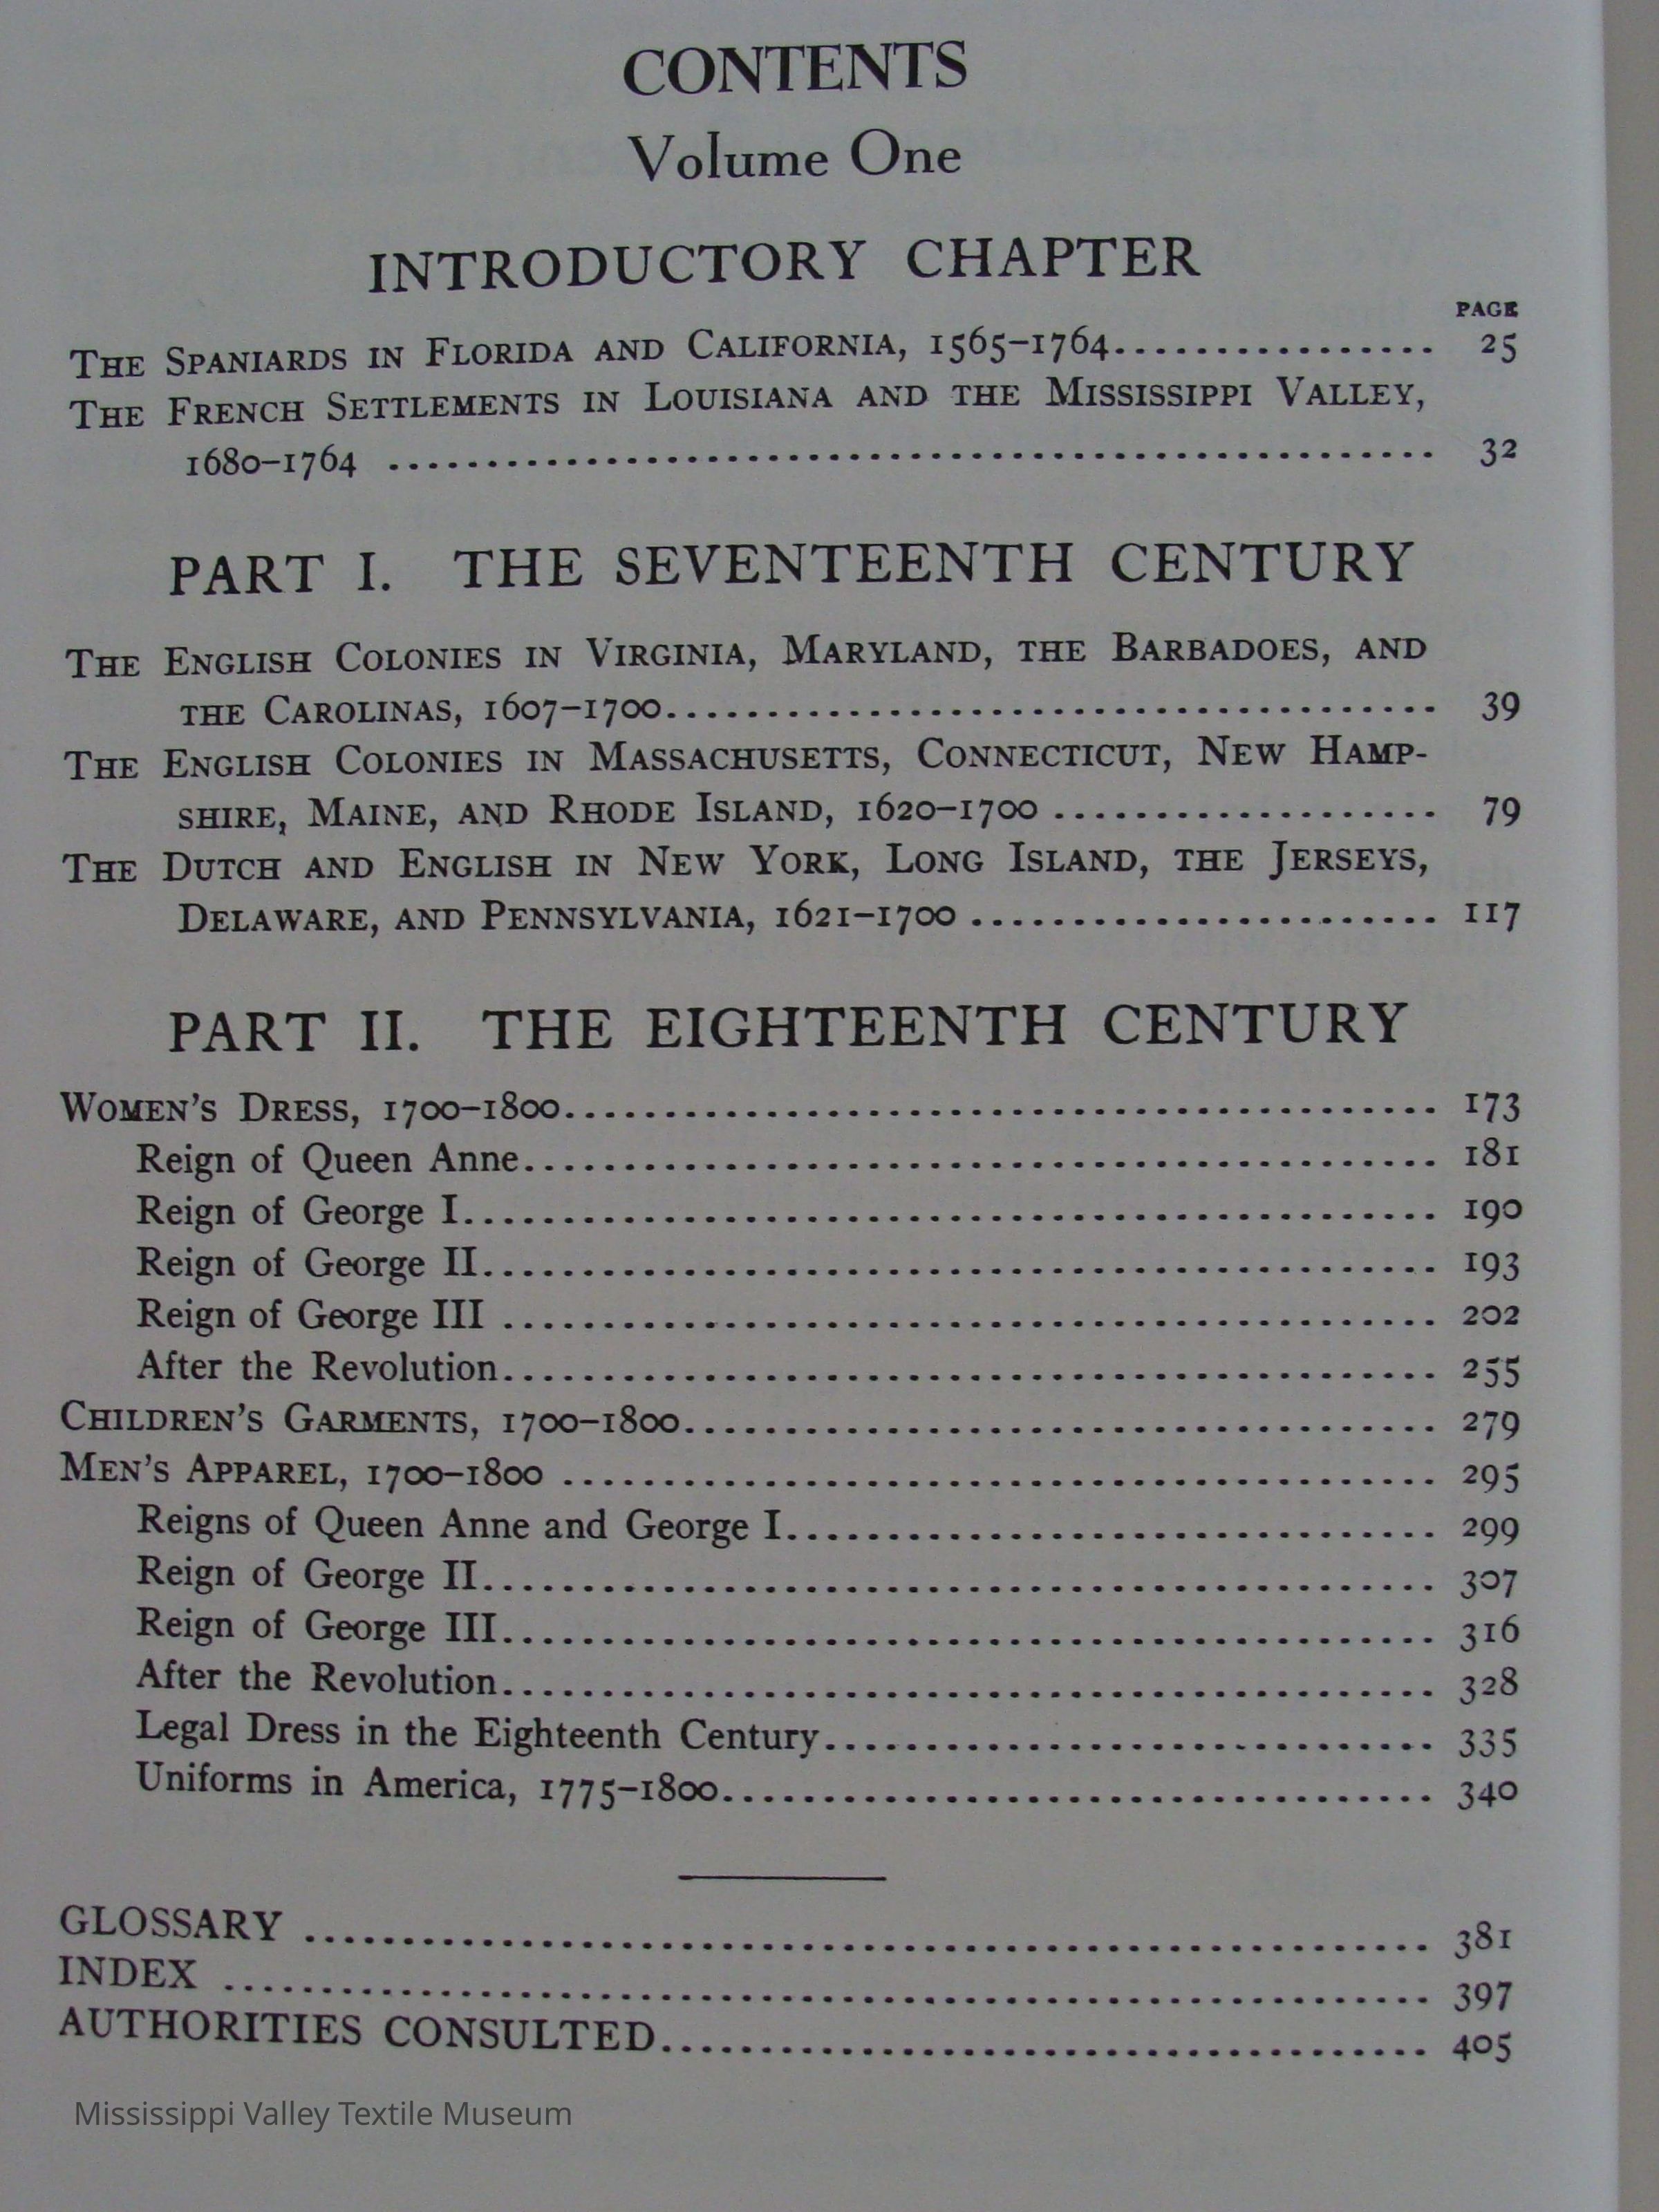 CONTENTS
Volume One
INTRODUCTORY CHAPTER
PAGE
THE SPANIARDS IN FLORIDA AND CALIFORNIA, 1565–1764................ 25
THE FRENCH SETTLEMENTS IN LOUISIANA AND THE MISSISSIPPI VALLEY,
1680–1764 .................................................... 32
PART I. THE SEVENTEENTH CENTURY
THE ENGLISH COLONIES IN VIRGINIA, MARYLAND, THE BARBADOES, AND
THE CAROLINAS, 1607–1700....................................... 39
THE ENGLISH COLONIES IN MASSACHUSETTS, CONNECTICUT, NEW HAMP-
SHIRE, MAINE, AND RHODE ISLAND, 1620–1700 ................... 79
THE DUTCH AND ENGLISH IN NEW YORK, LONG ISLAND, THE JERSEYS,
DELAWARE, AND PENNSYLVANIA, 1621–1700 ........................ 117
PART II. THE EIGHTEENTH CENTURY
WOMEN'S DRESS, 1700–1800............................................ 173
Reign of Queen Anne.............................................. 181
Reign of George I................................................. 190
Reign of George II................................................ 193
Reign of George III ............................................... 202
After the Revolution............................................... 255
CHILDREN'S GARMENTS, 1700–1800...................................... 279
MEN'S APPAREL, 1700–1800 ............................................ 295
Reigns of Queen Anne and George I................................. 299
Reign of George II................................................ 307
Reign of George III............................................... 316
After the Revolution............................................... 328
Legal Dress in the Eighteenth Century............................... 335
Uniforms in America, 1775–1800.................................... 340
GLOSSARY ........................................................ 381
INDEX ............................................................ 397
AUTHORITIES CONSULTED....................................... 405
Mississippi Valley Textile Museum